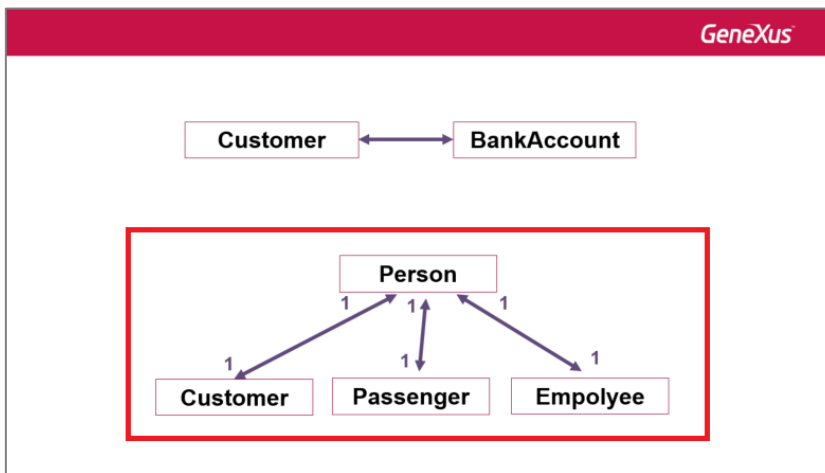 GeneXus
Customer
BankAccount
Person
1
1
1
1
1
1
Customer
Passenger
Empolyee